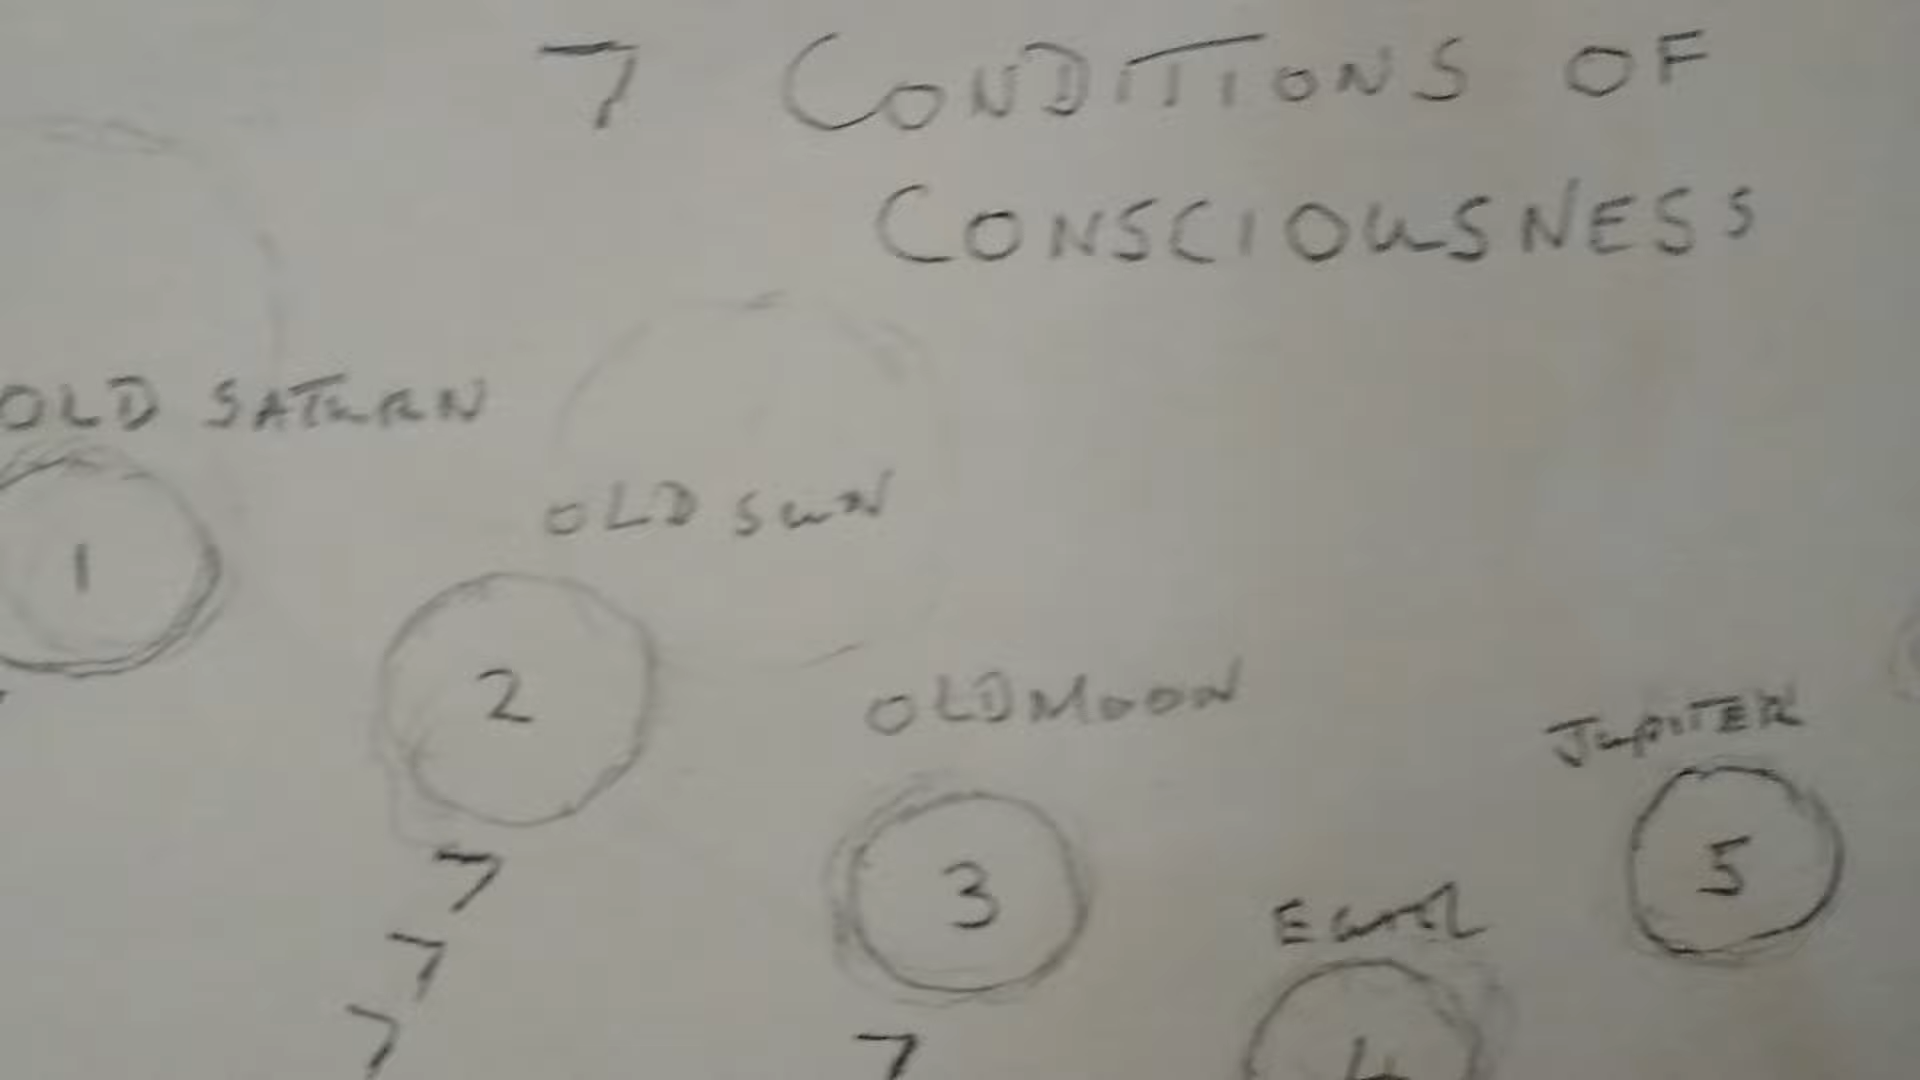 7 CONDITIONS OF
CONSCIOUSNESS
OLD SATURN
1
OLD SUN
2
OLD MOON
3
JUPITER
5
EARTH
4
7
7
7
7